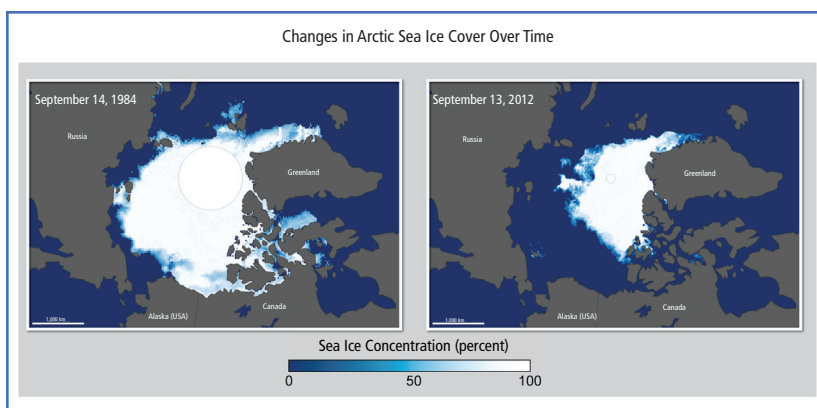 Changes in Arctic Sea Ice Cover Over Time
September 14, 1984
Russia
Greenland
Canada
Alaska (USA)
1,000 km
September 13, 2012
Russia
Greenland
Canada
Alaska (USA)
1,000 km
Sea Ice Concentration (percent)
0 50 100